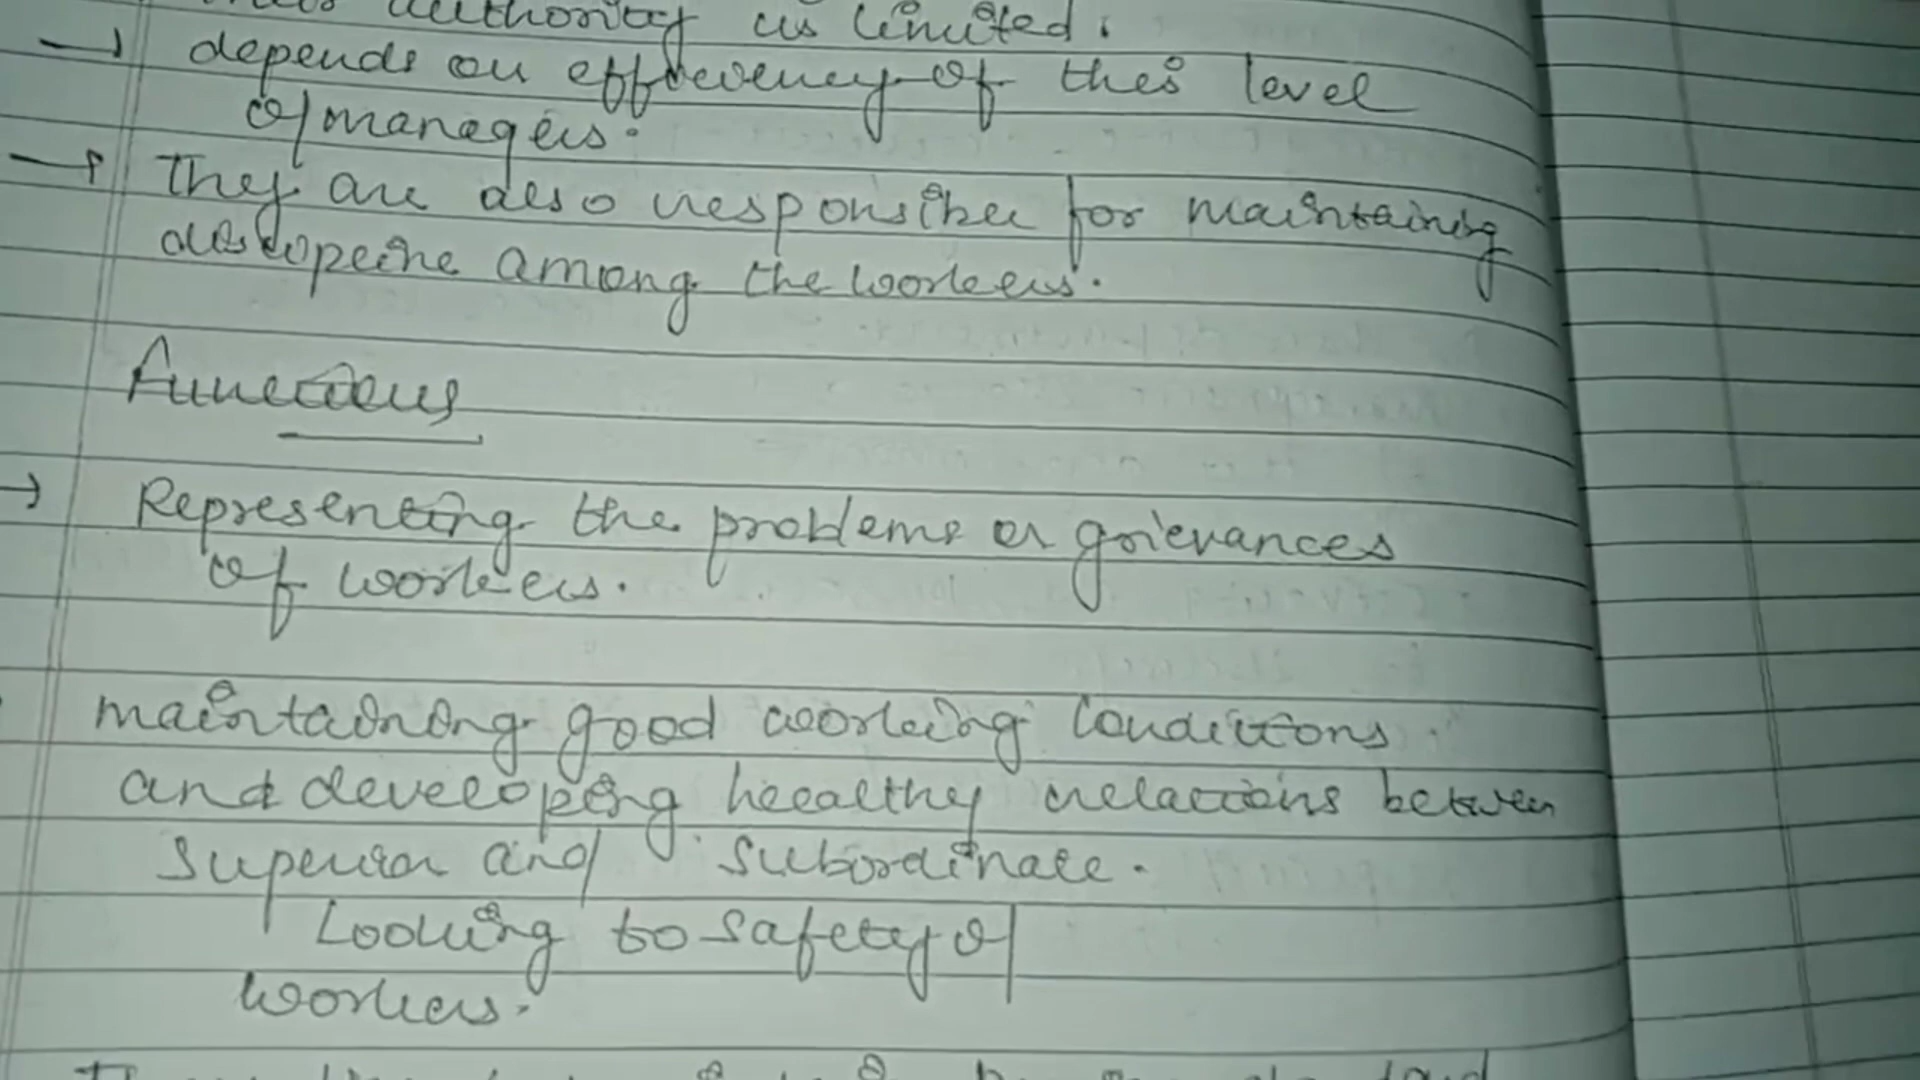 authority is limited.
→ depends on efficiency of this level
of managers.
→ They are also responsible for maintaining
discipline among the workers.
Functions
→ Representing the problems or grievances
of workers.
maintaining good working conditions.
and developing healthy relations between
superior and subordinate.
Looking to safety of
workers.